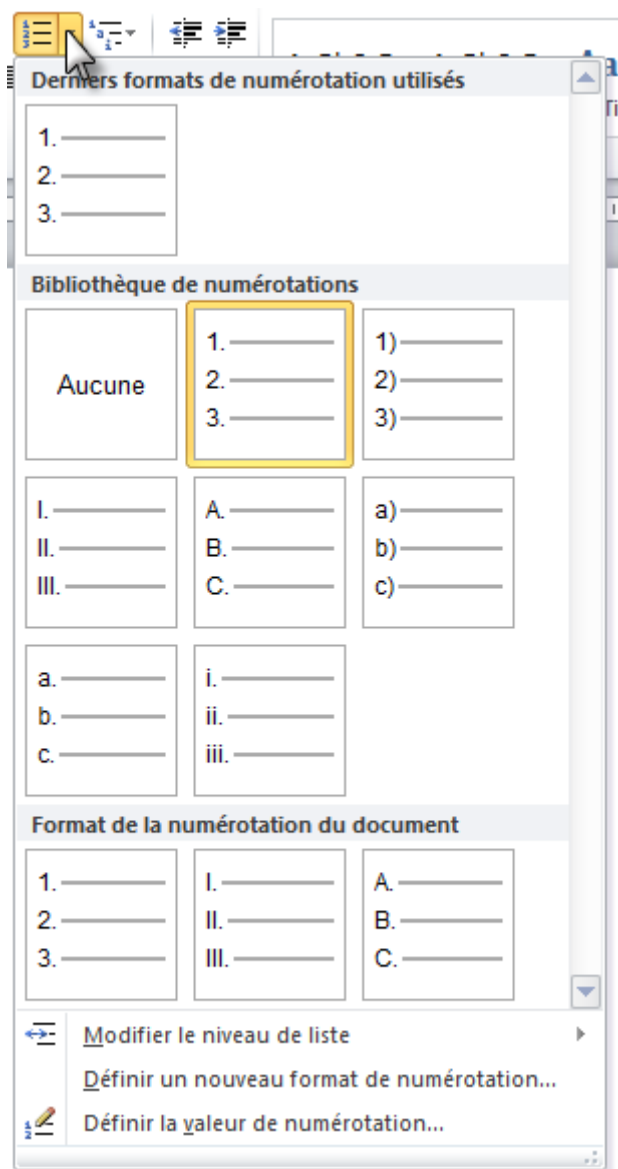 Derniers formats de numérotation utilisés
1.
2.
3.
Bibliothèque de numérotations
Aucune
1.
2.
3.
1)
2)
3)
I.
II.
III.
A.
B.
C.
a)
b)
c)
a.
b.
c.
i.
ii.
iii.
Format de la numérotation du document
1.
2.
3.
I.
II.
III.
A.
B.
C.
Modifier le niveau de liste
Définir un nouveau format de numérotation...
Définir la valeur de numérotation...